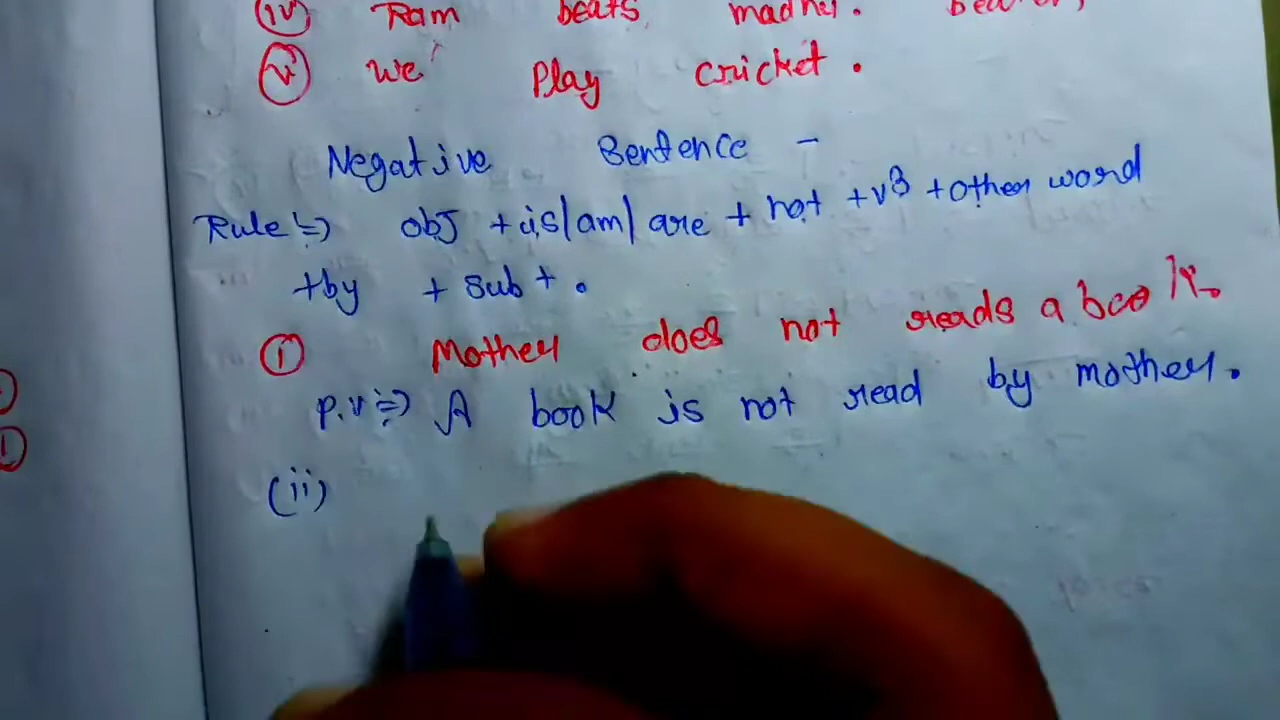 (iv) Ram beats
(v) We Play cricket.
Negative Sentence -
Rule :=> obj + is/am/are + not + v3 + other word
+by + sub + .
(i) Mother does not reads a book.
P.V :=> A book is not read by mother.
(ii)